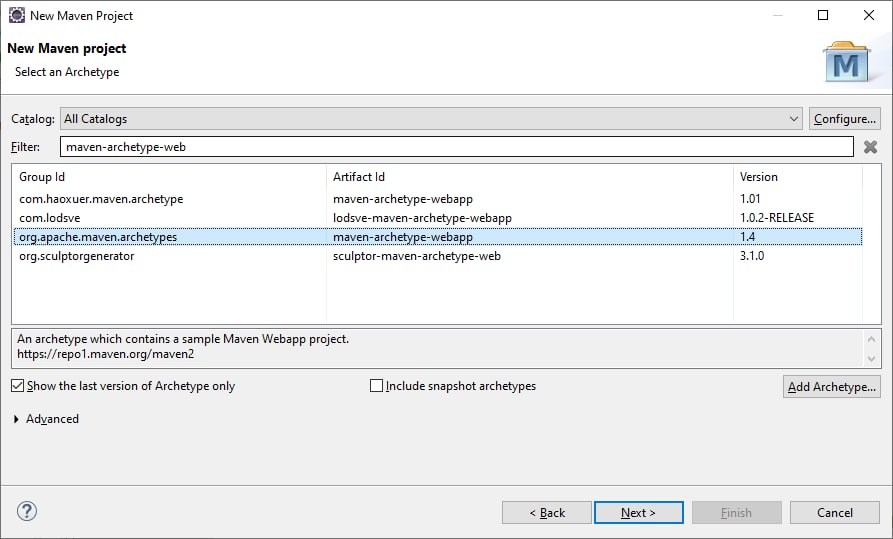 New Maven Project
New Maven project
Select an Archetype
M
Catalog: All Catalogs Configure...
Filter: maven-archetype-web
Group Id Artifact Id Version
com.haoxuer.maven.archetype maven-archetype-webapp 1.01
com.lodsve lodsve-maven-archetype-webapp 1.0.2-RELEASE
org.apache.maven.archetypes maven-archetype-webapp 1.4
org.sculptorgenerator sculptor-maven-archetype-web 3.1.0
An archetype which contains a sample Maven Webapp project.
https://repo1.maven.org/maven2
Show the last version of Archetype only Include snapshot archetypes Add Archetype...
Advanced
? < Back Next > Finish Cancel